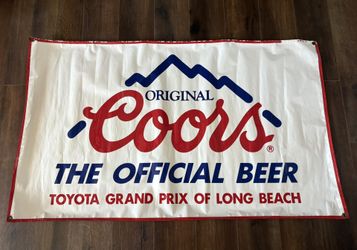 ORIGINAL
Coors®
THE OFFICIAL BEER
TOYOTA GRAND PRIX OF LONG BEACH